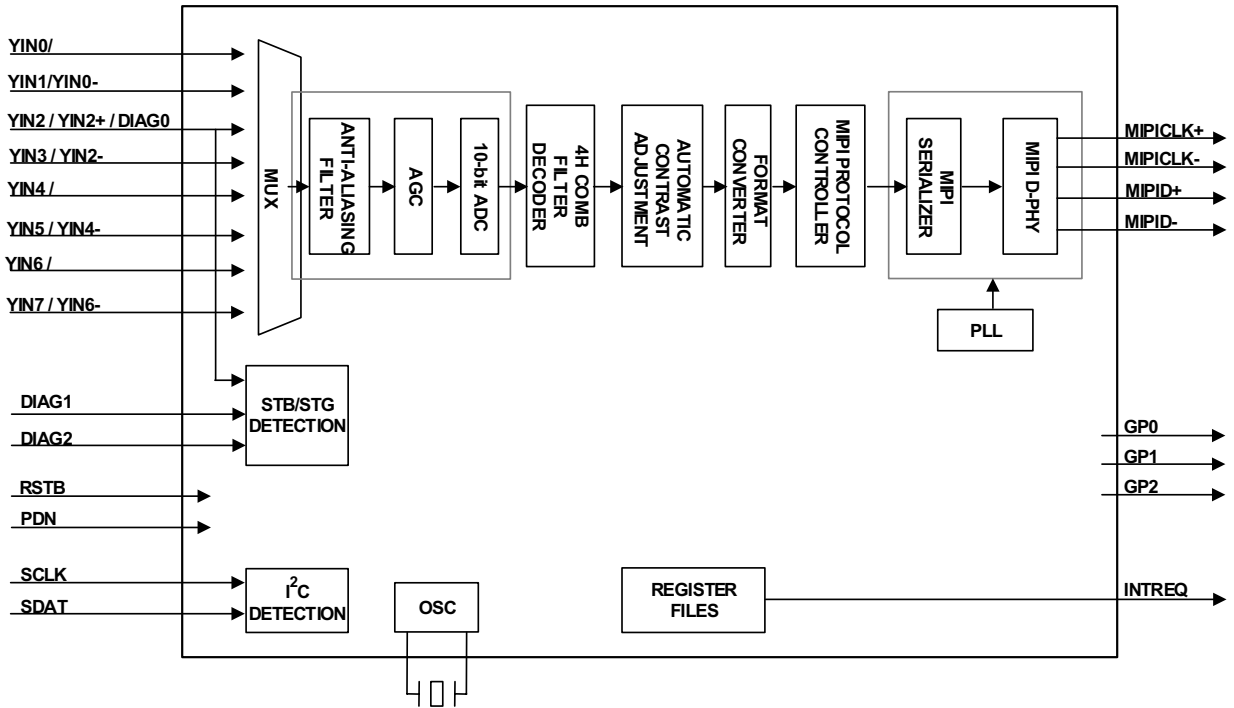 YIN0/
YIN1/YIN0-
YIN2 / YIN2+ / DIAG0
YIN3 / YIN2-
YIN4 /
YIN5 / YIN4-
YIN6 /
YIN7 / YIN6-
MUX
ANTI-ALIASING
FILTER
AGC
10-bit ADC
4H COMB
FILTER
DECODER
AUTOMATIC
CONTRAST
ADJUSTMENT
FORMAT
CONVERTER
MIPI PROTOCOL
CONTROLLER
MIPI
SERIALIZER
MIPI D-PHY
MIPICLK+
MIPICLK-
MIPID+
MIPID-
PLL
DIAG1
DIAG2
STB/STG
DETECTION
GP0
GP1
GP2
RSTB
PDN
SCLK
SDAT
I²C
DETECTION
OSC
REGISTER
FILES
INTREQ